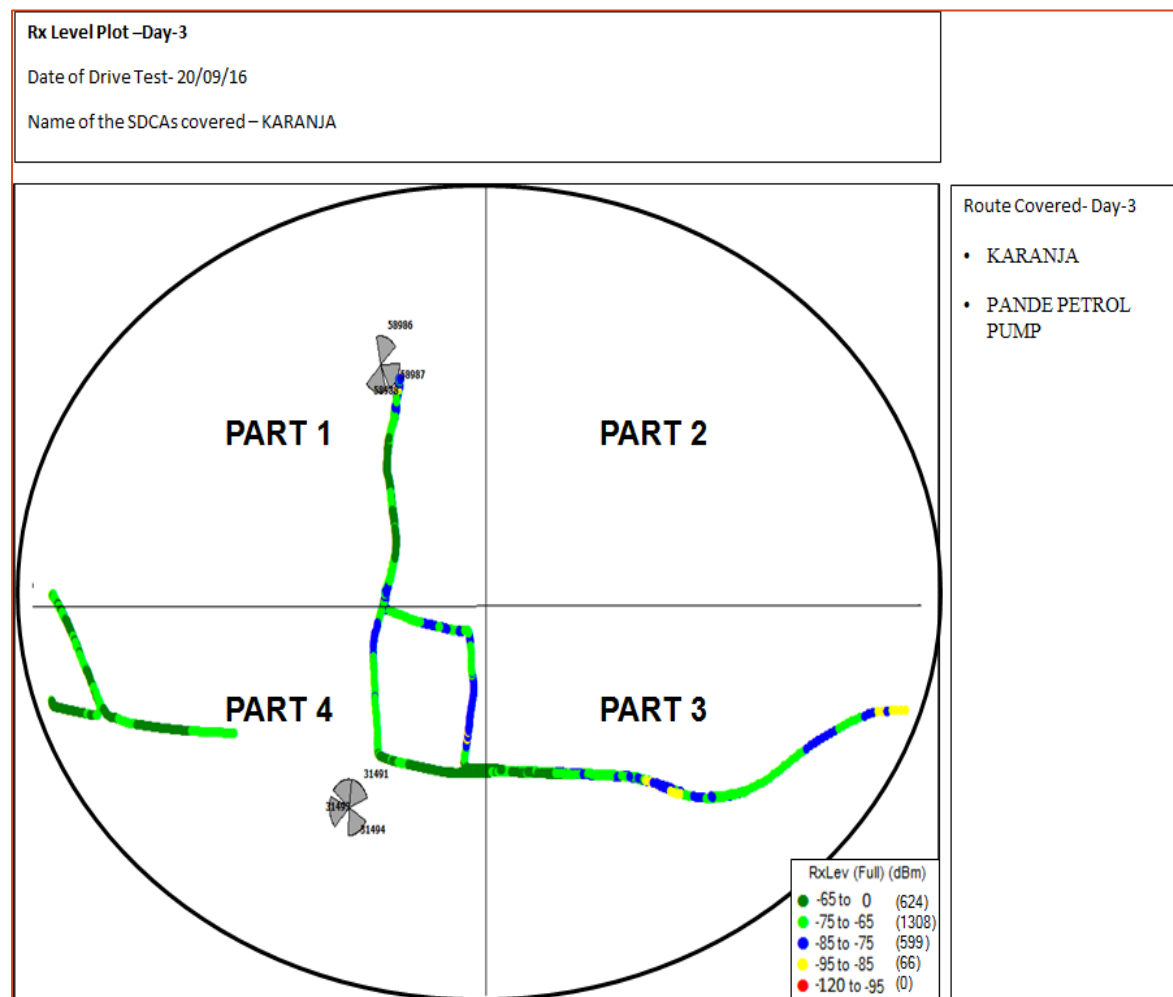 Rx Level Plot –Day-3
Date of Drive Test- 20/09/16
Name of the SDCAs covered – KARANJA
Route Covered- Day-3
• KARANJA
• PANDE PETROL
PUMP
58986
58987
PART 1
PART 2
PART 4
PART 3
31491
31494
RxLev (Full) (dBm)
-65 to 0 (624)
-75 to -65 (1308)
-85 to -75 (599)
-95 to -85 (66)
-120 to -95 (0)